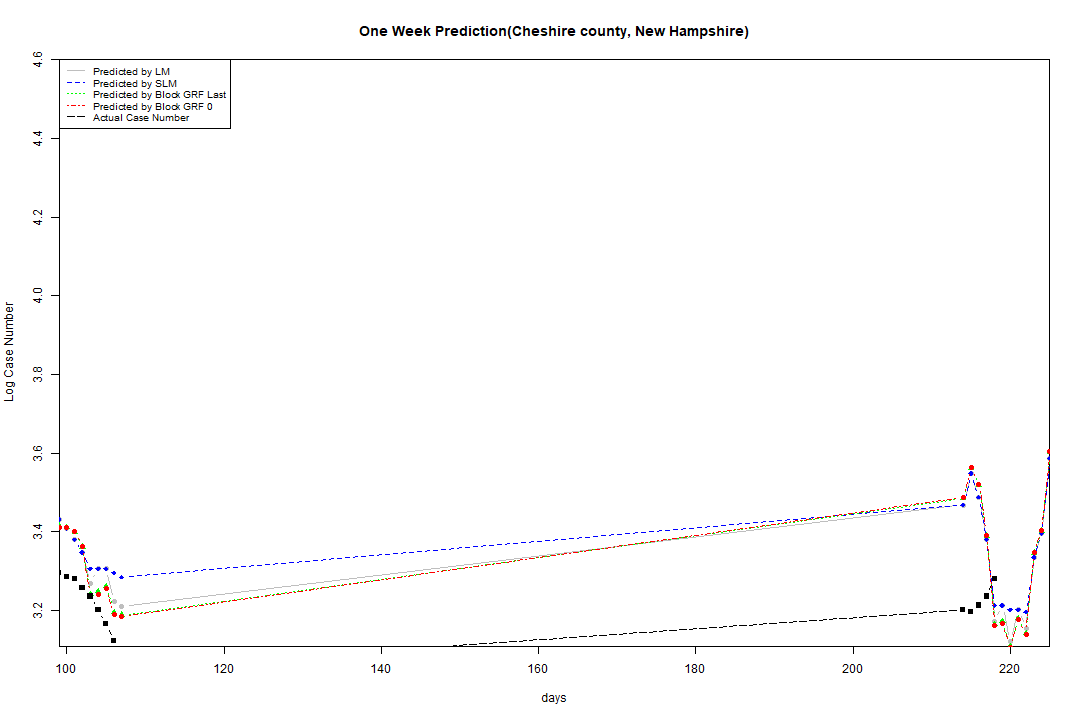 One Week Prediction(Cheshire county, New Hampshire)
Predicted by LM
Predicted by SLM
Predicted by Block GRF Last
Predicted by Block GRF 0
Actual Case Number
4.6
4.4
4.2
4.0
3.8
3.6
3.4
3.2
Log Case Number
100 120 140 160 180 200 220
days